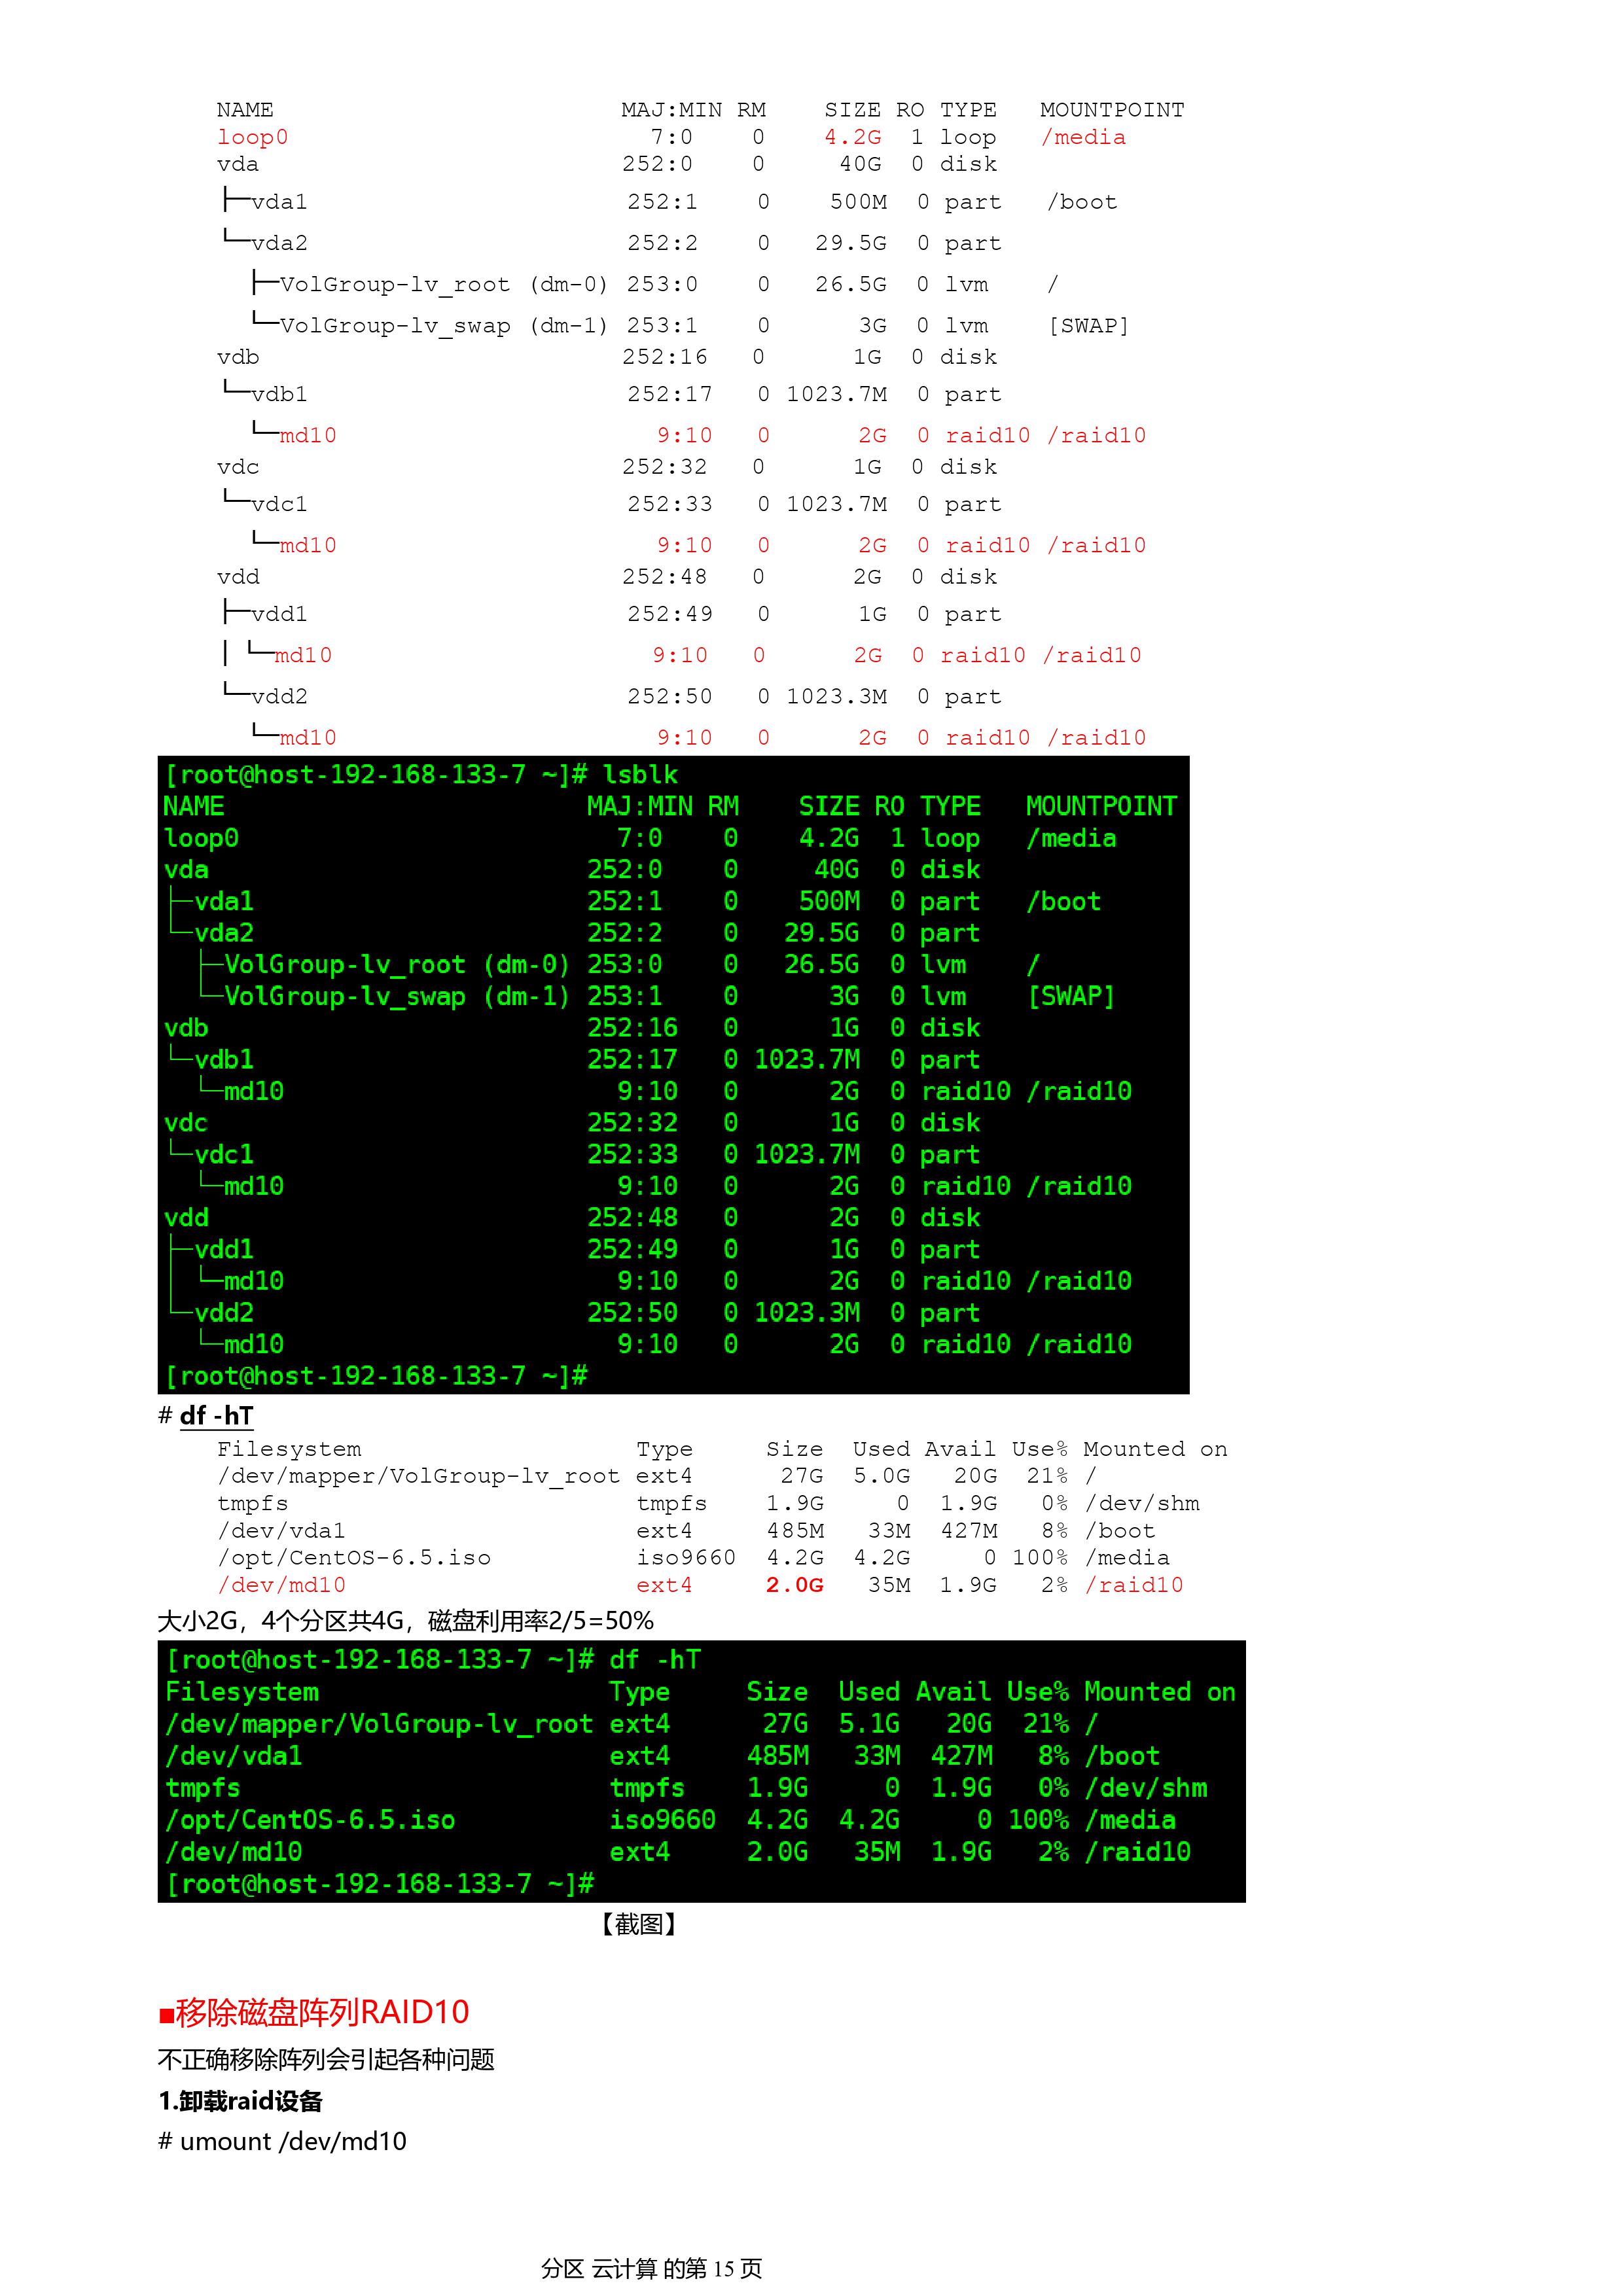 NAME                        MAJ:MIN RM    SIZE RO TYPE   MOUNTPOINT
loop0                         7:0    0    4.2G  1 loop   /media
vda                         252:0    0     40G  0 disk
├─vda1                      252:1    0    500M  0 part   /boot
└─vda2                      252:2    0   29.5G  0 part
  ├─VolGroup-lv_root (dm-0) 253:0    0   26.5G  0 lvm    /
  └─VolGroup-lv_swap (dm-1) 253:1    0      3G  0 lvm    [SWAP]
vdb                         252:16   0      1G  0 disk
└─vdb1                      252:17   0 1023.7M  0 part
  └─md10                      9:10   0      2G  0 raid10 /raid10
vdc                         252:32   0      1G  0 disk
└─vdc1                      252:33   0 1023.7M  0 part
  └─md10                      9:10   0      2G  0 raid10 /raid10
vdd                         252:48   0      2G  0 disk
├─vdd1                      252:49   0      1G  0 part
│ └─md10                      9:10   0      2G  0 raid10 /raid10
└─vdd2                      252:50   0 1023.3M  0 part
  └─md10                      9:10   0      2G  0 raid10 /raid10
[root@host-192-168-133-7 ~]# lsblk
NAME                        MAJ:MIN RM    SIZE RO TYPE   MOUNTPOINT
loop0                         7:0    0    4.2G  1 loop   /media
vda                         252:0    0     40G  0 disk
├─vda1                      252:1    0    500M  0 part   /boot
└─vda2                      252:2    0   29.5G  0 part
  ├─VolGroup-lv_root (dm-0) 253:0    0   26.5G  0 lvm    /
  └─VolGroup-lv_swap (dm-1) 253:1    0      3G  0 lvm    [SWAP]
vdb                         252:16   0      1G  0 disk
└─vdb1                      252:17   0 1023.7M  0 part
  └─md10                      9:10   0      2G  0 raid10 /raid10
vdc                         252:32   0      1G  0 disk
└─vdc1                      252:33   0 1023.7M  0 part
  └─md10                      9:10   0      2G  0 raid10 /raid10
vdd                         252:48   0      2G  0 disk
├─vdd1                      252:49   0      1G  0 part
│ └─md10                      9:10   0      2G  0 raid10 /raid10
└─vdd2                      252:50   0 1023.3M  0 part
  └─md10                      9:10   0      2G  0 raid10 /raid10
[root@host-192-168-133-7 ~]#
# df -hT
Filesystem                   Type     Size  Used Avail Use% Mounted on
/dev/mapper/VolGroup-lv_root ext4      27G  5.0G   20G  21% /
tmpfs                        tmpfs    1.9G     0  1.9G   0% /dev/shm
/dev/vda1                    ext4     485M   33M  427M   8% /boot
/opt/CentOS-6.5.iso          iso9660  4.2G  4.2G     0 100% /media
/dev/md10                    ext4     2.0G   35M  1.9G   2% /raid10
大小2G，4个分区共4G，磁盘利用率2/5=50%
[root@host-192-168-133-7 ~]# df -hT
Filesystem                   Type     Size  Used Avail Use% Mounted on
/dev/mapper/VolGroup-lv_root ext4      27G  5.1G   20G  21% /
/dev/vda1                    ext4     485M   33M  427M   8% /boot
tmpfs                        tmpfs    1.9G     0  1.9G   0% /dev/shm
/opt/CentOS-6.5.iso          iso9660  4.2G  4.2G     0 100% /media
/dev/md10                    ext4     2.0G   35M  1.9G   2% /raid10
[root@host-192-168-133-7 ~]#
【截图】
■移除磁盘阵列RAID10
不正确移除阵列会引起各种问题
1.卸载raid设备
# umount /dev/md10
分区 云计算 的第 15 页